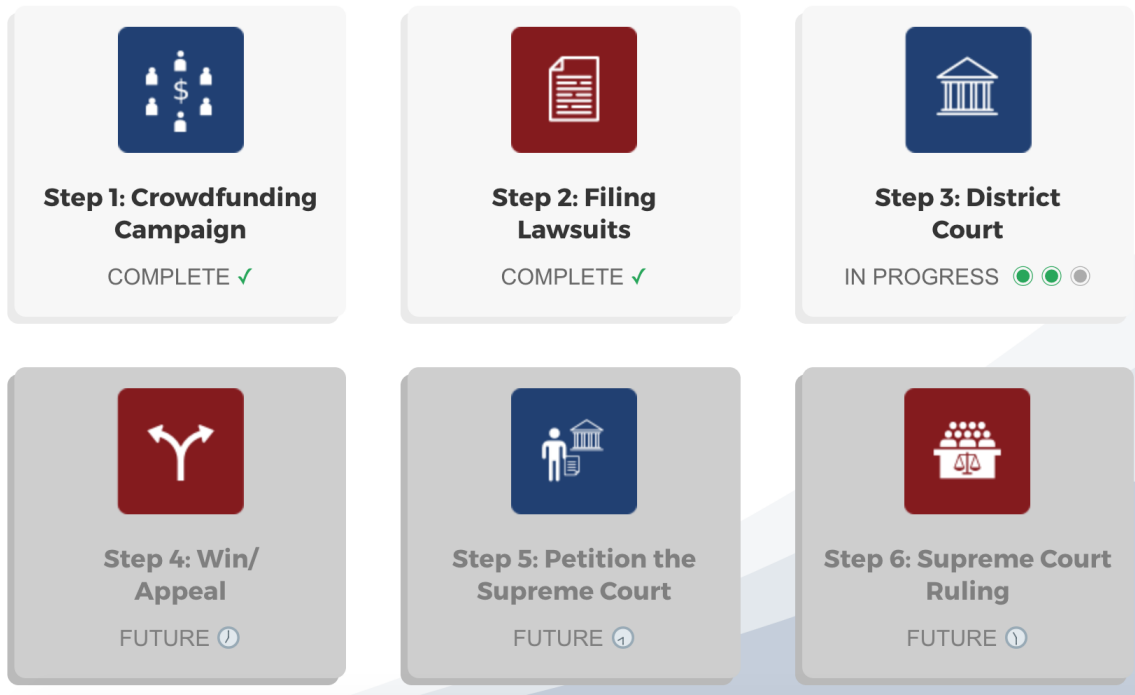 $
Step 1: Crowdfunding
Campaign
COMPLETE ✓
Step 2: Filing
Lawsuits
COMPLETE ✓
Step 3: District
Court
IN PROGRESS
Step 4: Win/
Appeal
FUTURE
Step 5: Petition the
Supreme Court
FUTURE
Step 6: Supreme Court
Ruling
FUTURE